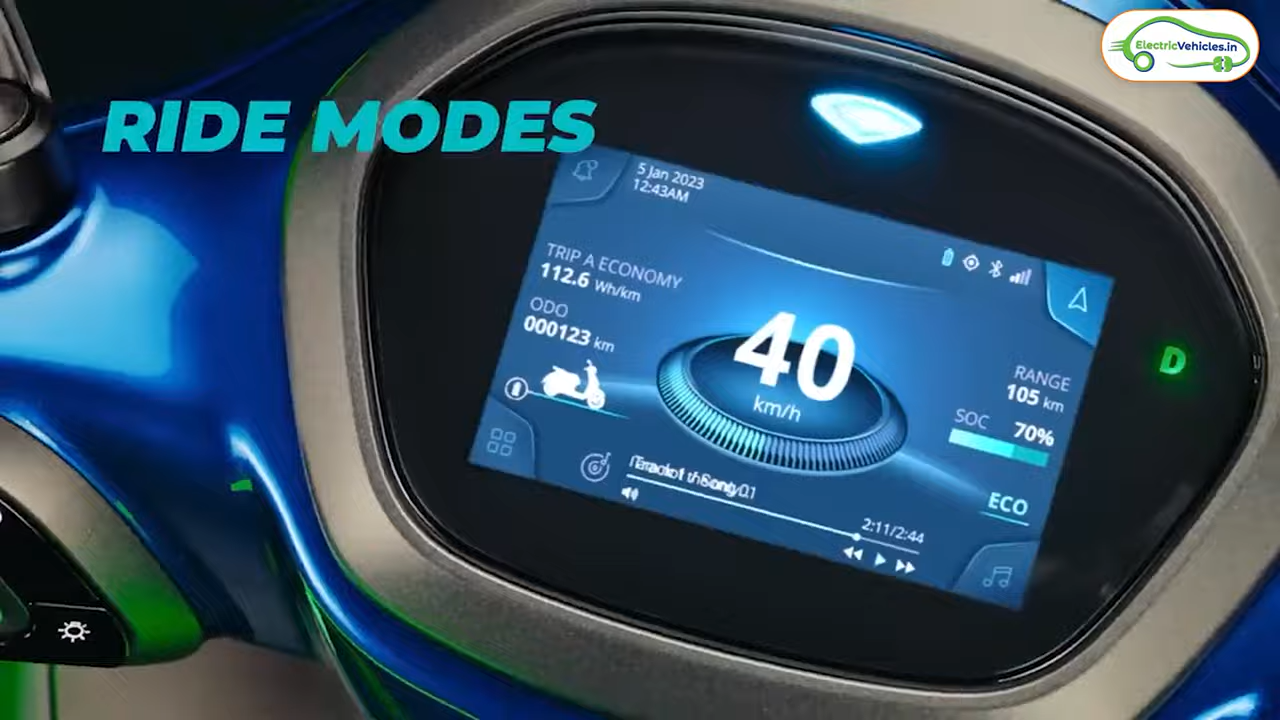 ElectricVehicles.in
RIDE MODES
5 Jan 2023
12:43AM
TRIP A ECONOMY
112.6 Wh/km
ODO
000123 km
40
km/h
RANGE
105 km
SOC 70%
D
ECO
2:11/2:44